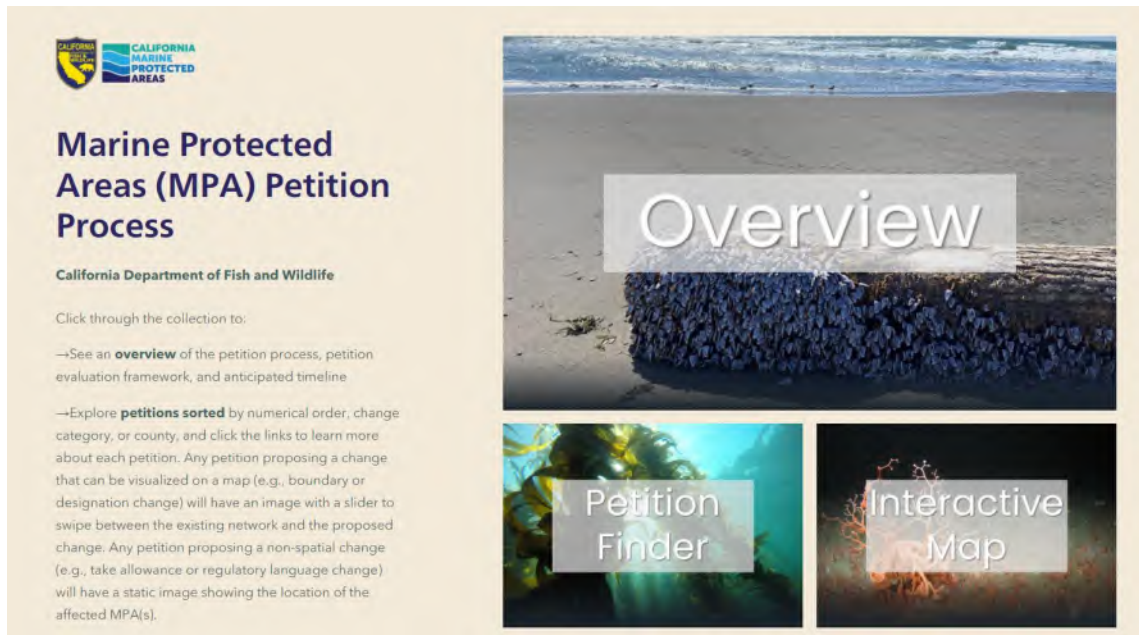 CALIFORNIA
CALIFORNIA
MARINE
PROTECTED
AREAS
Marine Protected
Areas (MPA) Petition
Process
California Department of Fish and Wildlife
Click through the collection to:
→See an overview of the petition process, petition
evaluation framework, and anticipated timeline
→Explore petitions sorted by numerical order, change
category, or county, and click the links to learn more
about each petition. Any petition proposing a change
that can be visualized on a map (e.g., boundary or
designation change) will have an image with a slider to
swipe between the existing network and the proposed
change. Any petition proposing a non-spatial change
(e.g., take allowance or regulatory language change)
will have a static image showing the location of the
affected MPA(s).
Overview
Petition
Finder
Interactive
Map